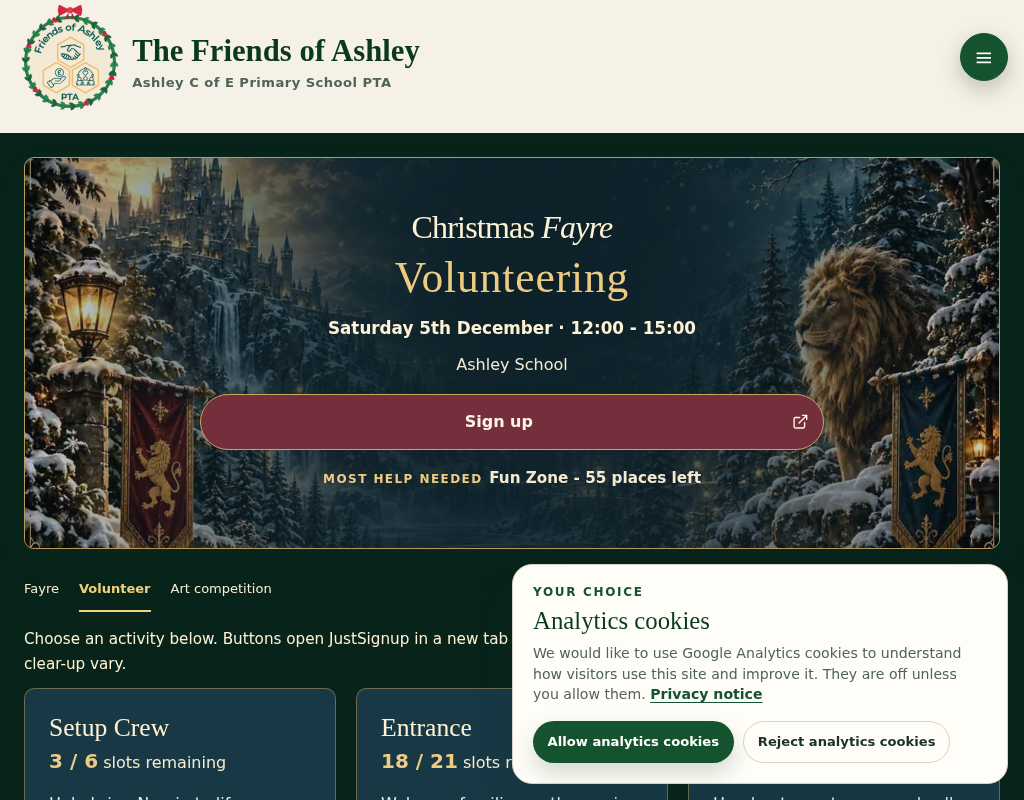 Friends of Ashley
PTA
The Friends of Ashley
Ashley C of E Primary School PTA
Christmas Fayre
Volunteering
Saturday 5th December · 12:00 - 15:00
Ashley School
Sign up
MOST HELP NEEDED Fun Zone - 55 places left
Fayre
Volunteer
Art competition
Choose an activity below. Buttons open JustSignup in a new tab
clear-up vary.
Setup Crew
3 / 6 slots remaining
Entrance
18 / 21 slots
YOUR CHOICE
Analytics cookies
We would like to use Google Analytics cookies to understand
how visitors use this site and improve it. They are off unless
you allow them. Privacy notice
Allow analytics cookies
Reject analytics cookies